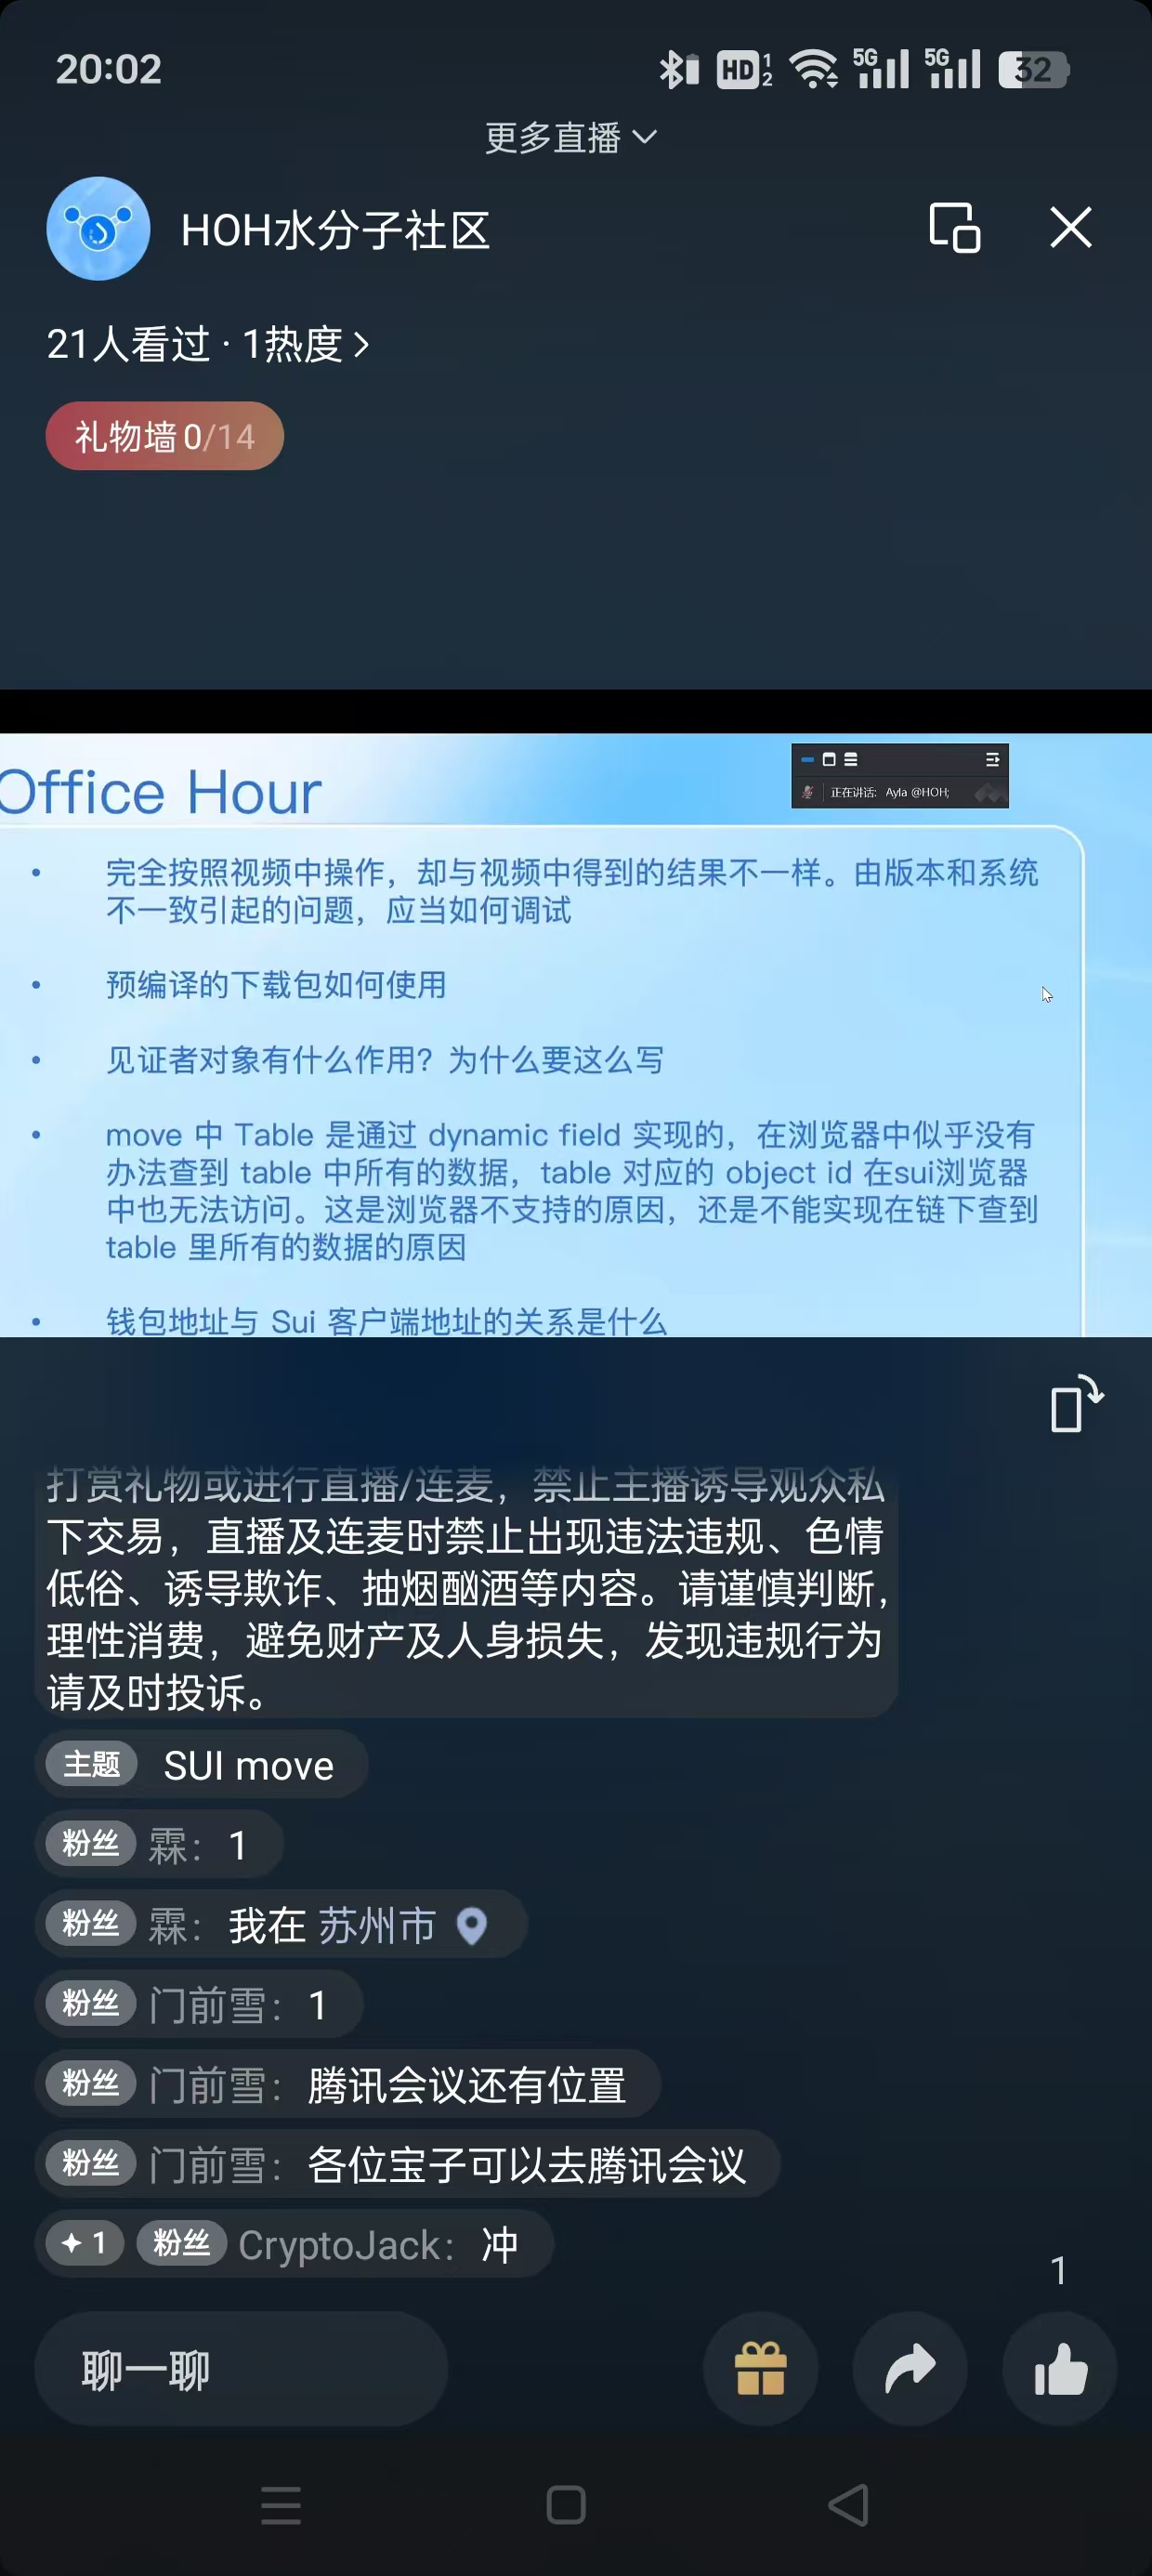 20:02
HD 1 2 5G 5G 32
更多直播
HOH水分子社区
21人看过 · 1热度
礼物墙 0/14
Office Hour
正在讲话: Ayla @HOH;
• 完全按照视频中操作，却与视频中得到的结果不一样。由版本和系统
不一致引起的问题，应当如何调试
• 预编译的下载包如何使用
• 见证者对象有什么作用？为什么要这么写
• move 中 Table 是通过 dynamic field 实现的，在浏览器中似乎没有
办法查到 table 中所有的数据，table 对应的 object id 在sui浏览器
中也无法访问。这是浏览器不支持的原因，还是不能实现在链下查到
table 里所有的数据的原因
• 钱包地址与 Sui 客户端地址的关系是什么
打赏礼物或进行直播/连麦，禁止主播诱导观众私
下交易，直播及连麦时禁止出现违法违规、色情
低俗、诱导欺诈、抽烟酗酒等内容。请谨慎判断，
理性消费，避免财产及人身损失，发现违规行为
请及时投诉。
主题 SUI move
粉丝 霖： 1
粉丝 霖： 我在 苏州市
粉丝 门前雪： 1
粉丝 门前雪： 腾讯会议还有位置
粉丝 门前雪： 各位宝子可以去腾讯会议
1 粉丝 CryptoJack： 冲
1
聊一聊